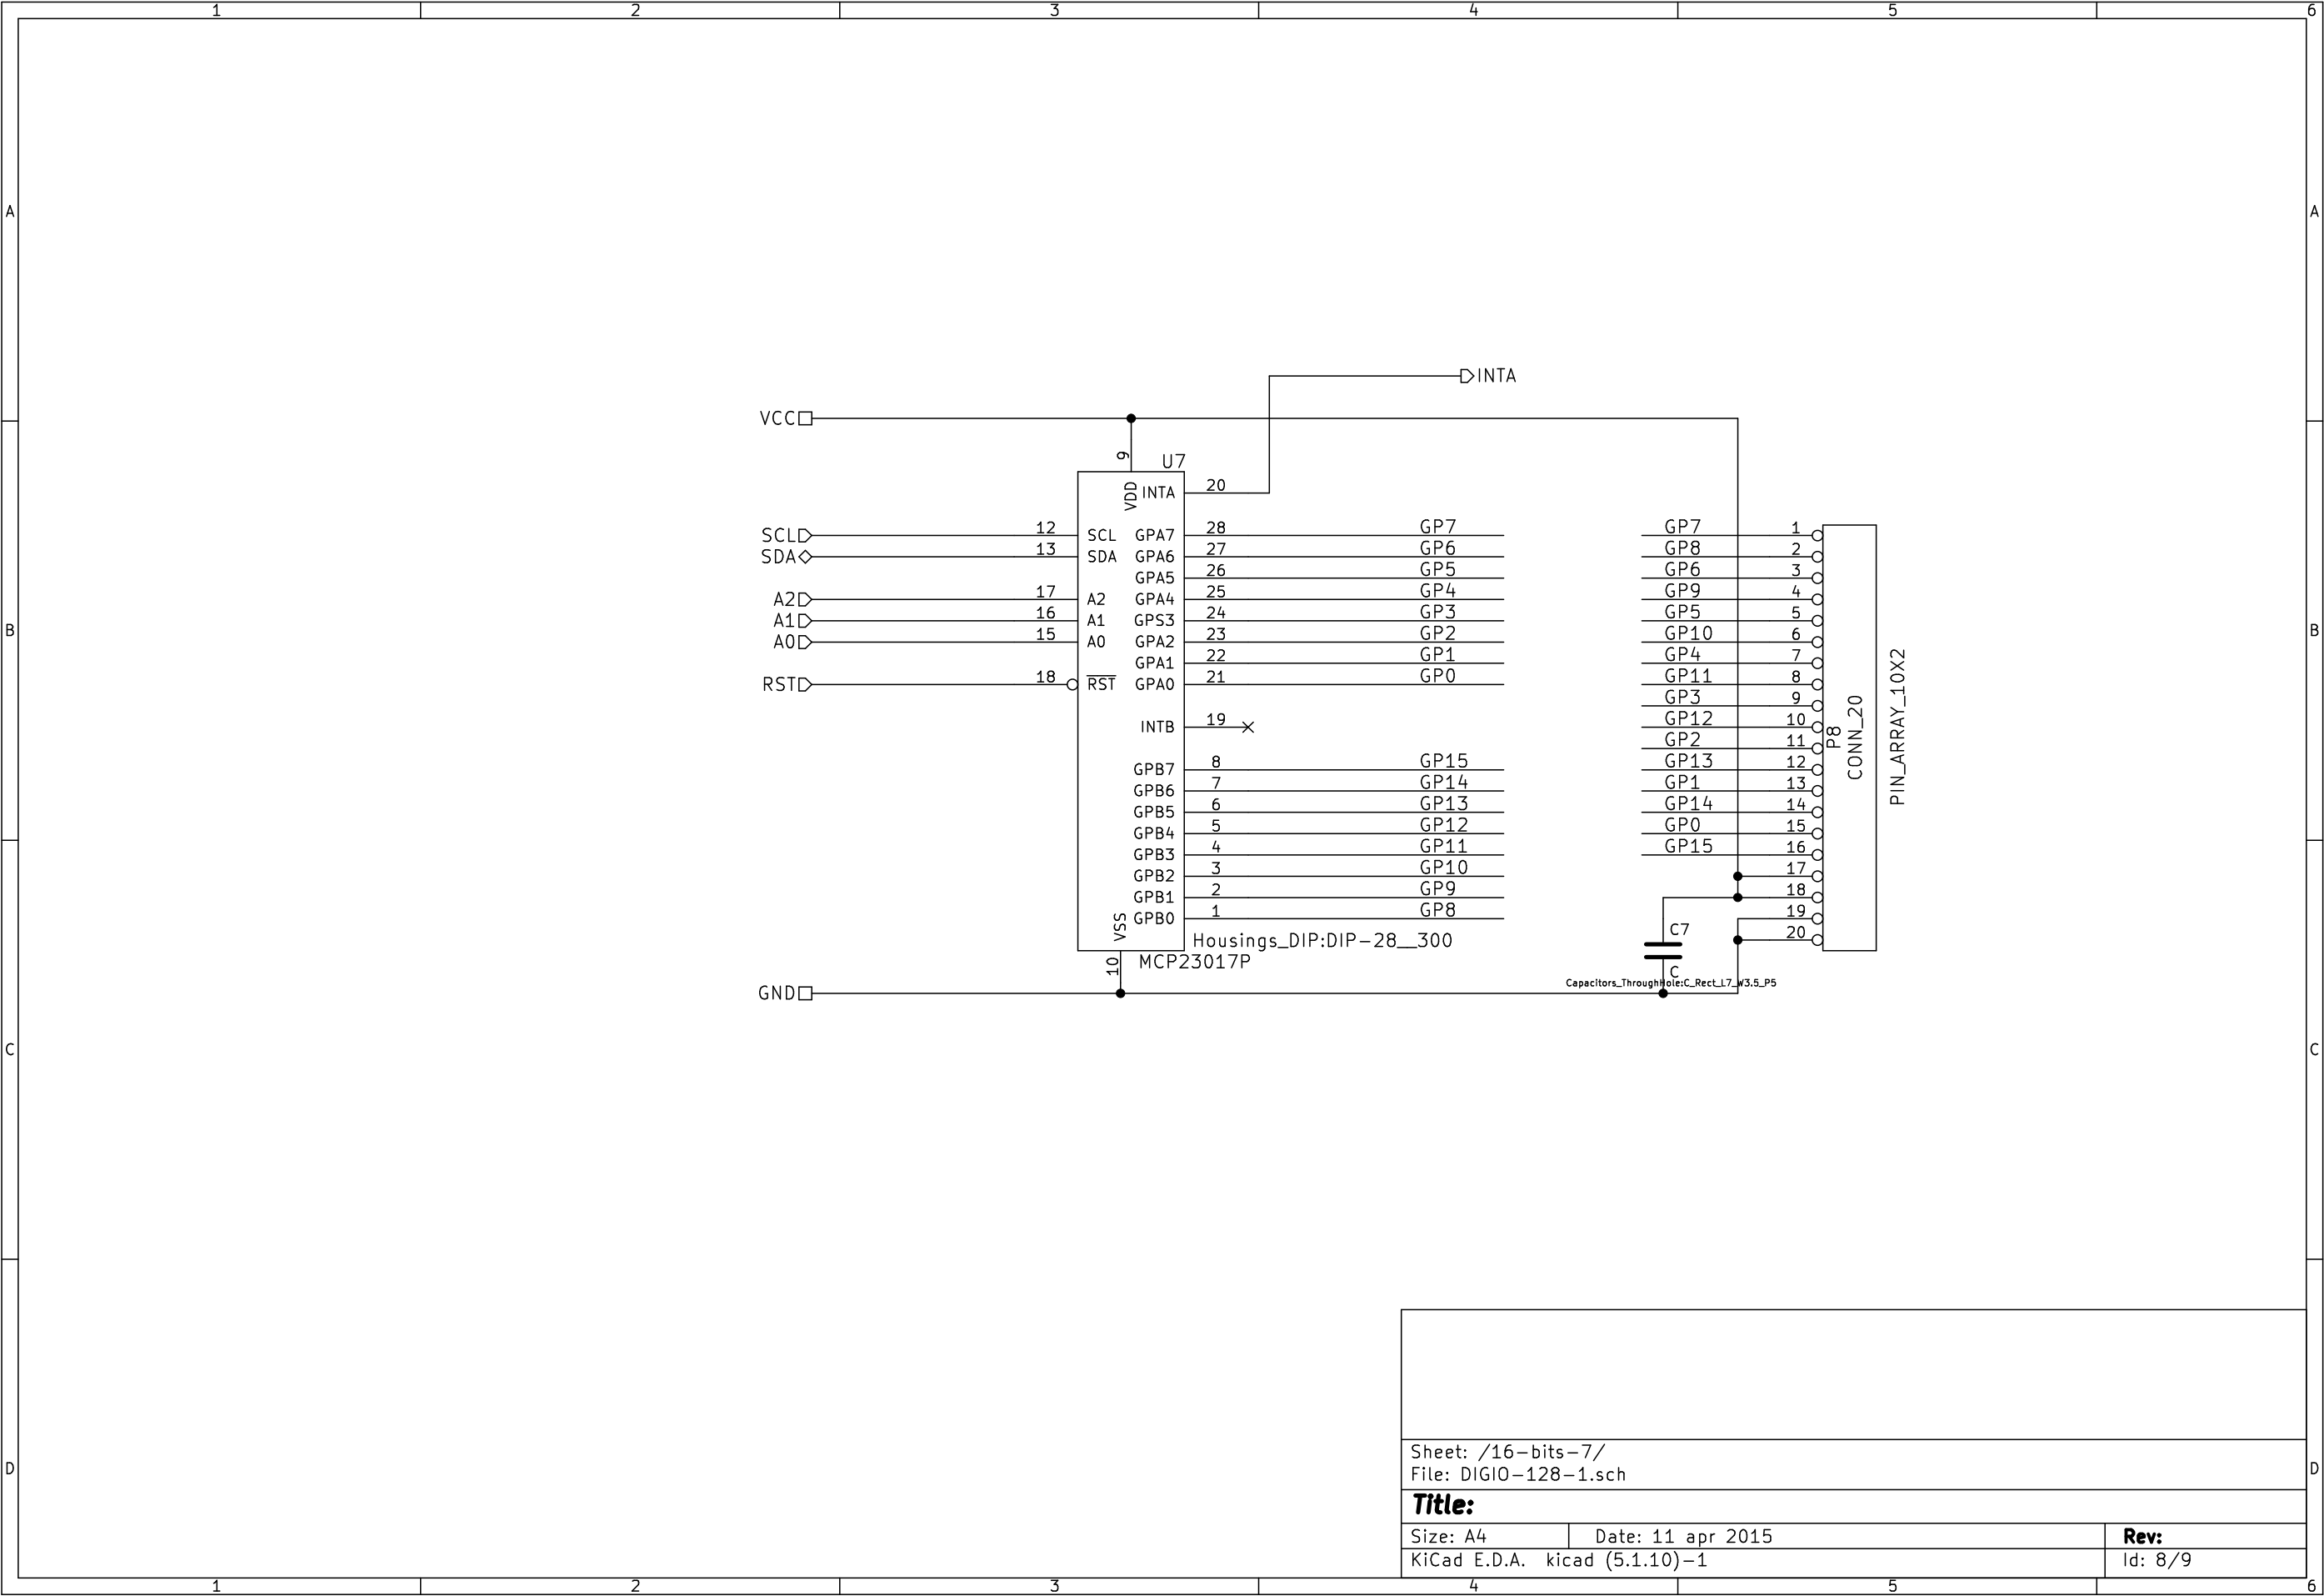 1 2 3 4 5 6
A A
INTA
VCC
B B
C C
D D
9
U7
VDD
INTA 20
SCL 12 SCL GPA7 28 GP7 GP7 1
SDA 13 SDA GPA6 27 GP6 GP8 2
GPA5 26 GP5 GP6 3
A2 17 A2 GPA4 25 GP4 GP9 4
A1 16 A1 GPS3 24 GP3 GP5 5
A0 15 A0 GPA2 23 GP2 GP10 6
GPA1 22 GP1 GP4 7
RST 18 RST GPA0 21 GP0 GP11 8
GP3 9
INTB 19 GP12 10
GP2 11
GPB7 8 GP15 GP13 12
GPB6 7 GP14 GP1 13
GPB5 6 GP13 GP14 14
GPB4 5 GP12 GP0 15
GPB3 4 GP11 GP15 16
GPB2 3 GP10 17
GPB1 2 GP9 18
GPB0 1 GP8 19
20
P8
CONN_20
PIN_ARRAY_10X2
VSS
10
Housings_DIP:DIP-28__300
MCP23017P
C7
C
Capacitors_ThroughHole:C_Rect_L7_W3.5_P5
GND
Sheet: /16-bits-7/
File: DIGIO-128-1.sch
Title:
Size: A4 Date: 11 apr 2015 Rev:
KiCad E.D.A. kicad (5.1.10)-1 Id: 8/9
1 2 3 4 5 6